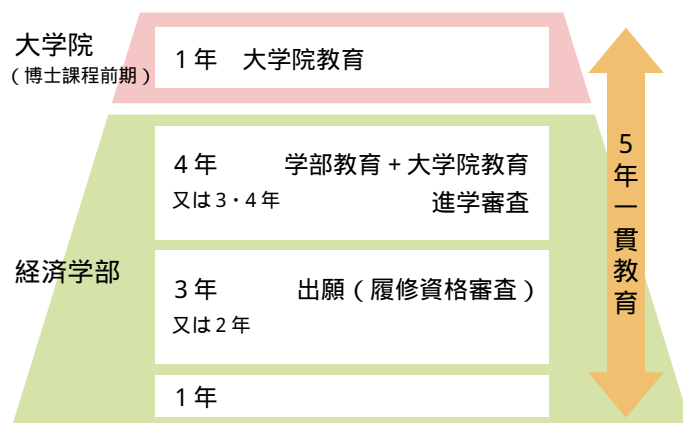 大学院
（博士課程前期）
1年　大学院教育
4年　学部教育＋大学院教育
又は3・4年　進学審査
経済学部
3年　出願（履修資格審査）
又は2年
1年
5年一貫教育